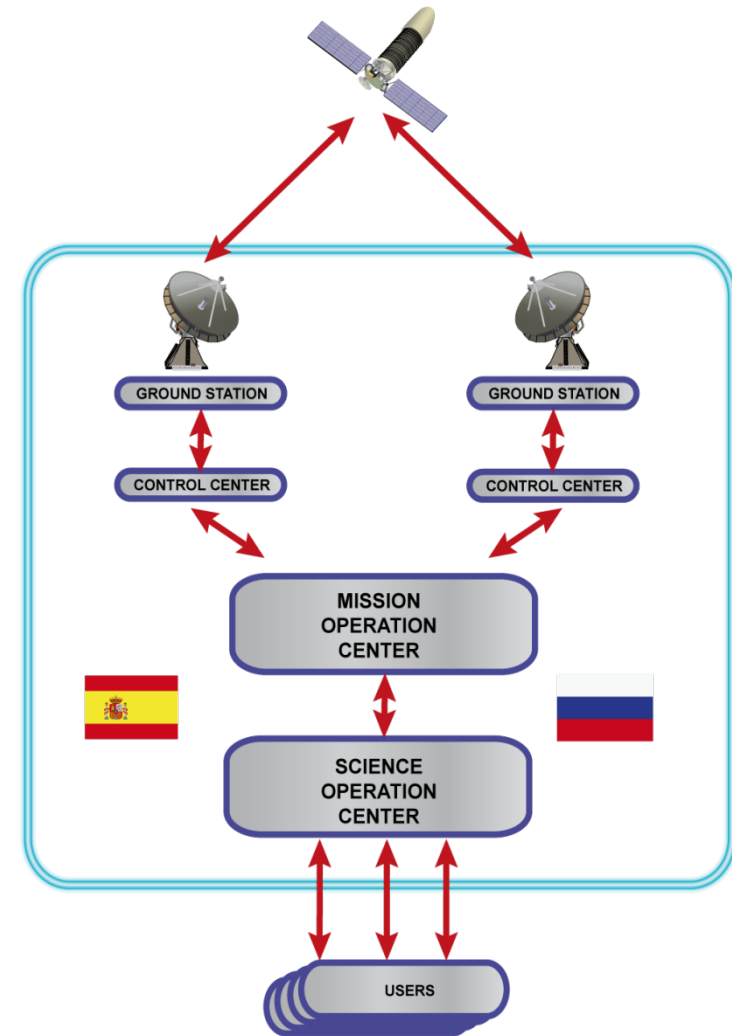 GROUND STATION
GROUND STATION
CONTROL CENTER
CONTROL CENTER
MISSION
OPERATION
CENTER
SCIENCE
OPERATION
CENTER
USERS